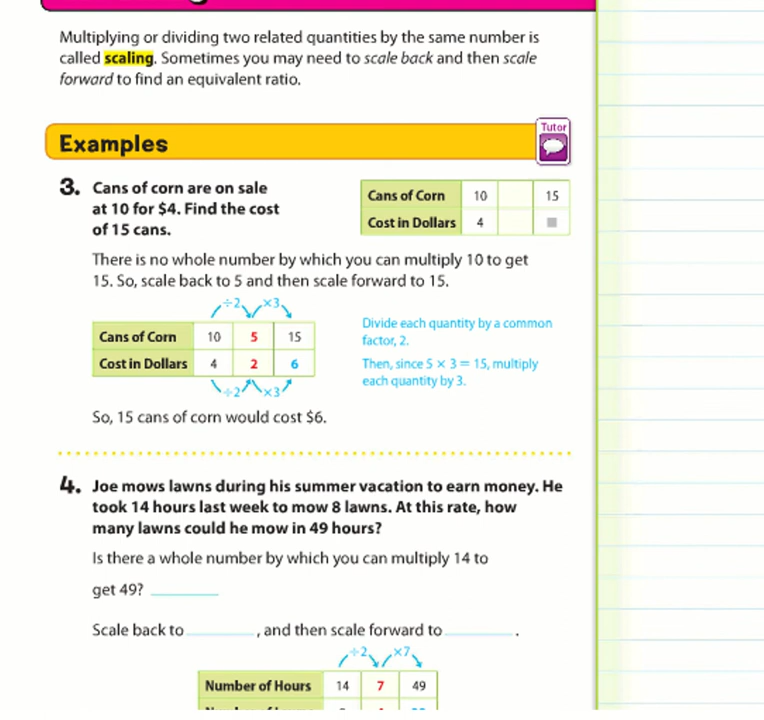 Multiplying or dividing two related quantities by the same number is
called scaling. Sometimes you may need to scale back and then scale
forward to find an equivalent ratio.
Examples
Tutor
3. Cans of corn are on sale
at 10 for $4. Find the cost
of 15 cans.
Cans of Corn 10 15
Cost in Dollars 4
There is no whole number by which you can multiply 10 to get
15. So, scale back to 5 and then scale forward to 15.
÷2 ×3
Cans of Corn 10 5 15
Cost in Dollars 4 2 6
÷2 ×3
Divide each quantity by a common
factor, 2.
Then, since 5 × 3 = 15, multiply
each quantity by 3.
So, 15 cans of corn would cost $6.
4. Joe mows lawns during his summer vacation to earn money. He
took 14 hours last week to mow 8 lawns. At this rate, how
many lawns could he mow in 49 hours?
Is there a whole number by which you can multiply 14 to
get 49?
Scale back to , and then scale forward to .
÷2 ×7
Number of Hours 14 7 49